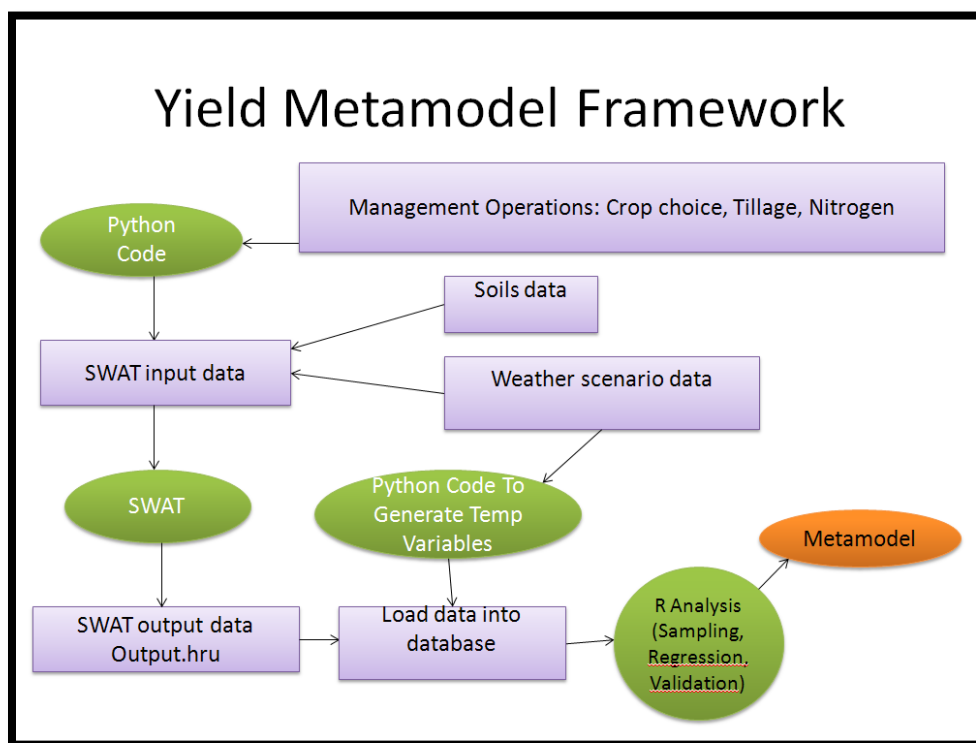 Yield Metamodel Framework
Management Operations: Crop choice, Tillage, Nitrogen
Python
Code
Soils data
SWAT input data
Weather scenario data
SWAT
Python Code To
Generate Temp
Variables
Metamodel
SWAT output data
Output.hru
Load data into
database
R Analysis
(Sampling,
Regression,
Validation)